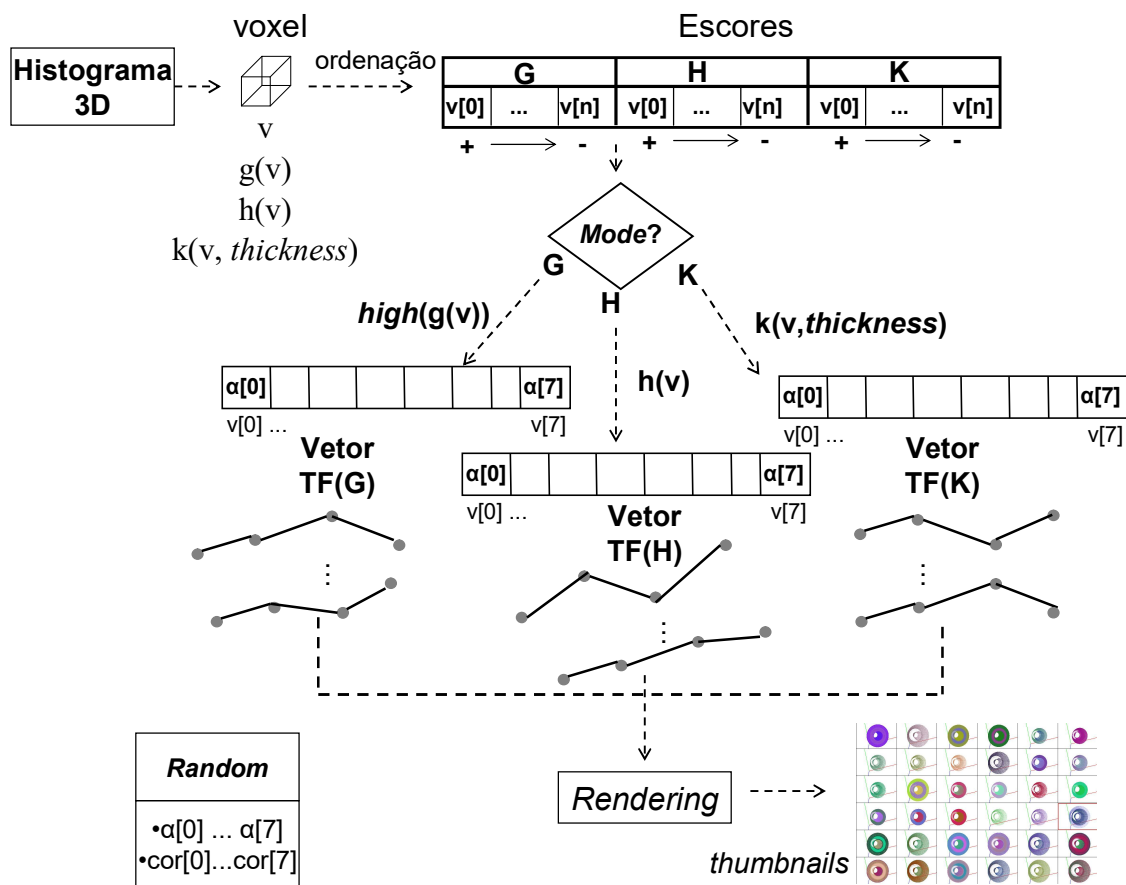 voxel
Escores
Histograma
3D
ordenação
G H K
v[0] ... v[n] v[0] ... v[n] v[0] ... v[n]
+ - + - + -
v
g(v)
h(v)
k(v, thickness)
Mode?
G
H
K
high(g(v))
h(v)
k(v,thickness)
α[0] α[7]
v[0] ... v[7]
Vetor
TF(G)
α[0] α[7]
v[0] ... v[7]
Vetor
TF(H)
α[0] α[7]
v[0] ... v[7]
Vetor
TF(K)
...
...
...
Random
•α[0] ... α[7]
•cor[0]...cor[7]
Rendering
thumbnails